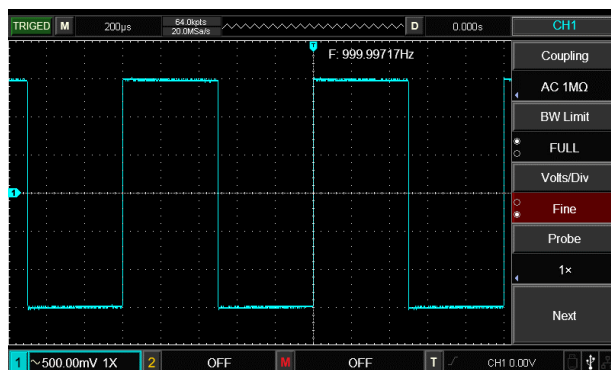 TRIGED M 200μs 64.0kpts D 0.000s CH1
20.0MSa/s
T
F: 999.99717Hz
Coupling
AC 1MΩ
BW Limit
FULL
Volts/Div
1
Fine
Probe
1×
Next
1 ~500.00mV 1X 2 OFF M OFF T CH1 0.00V